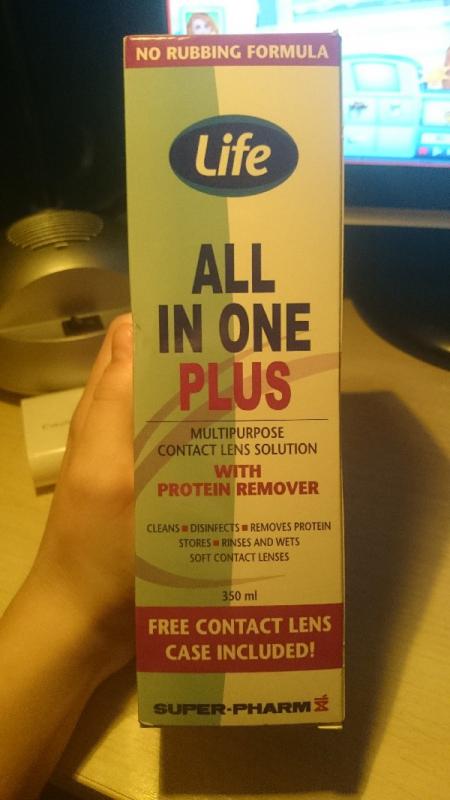 NO RUBBING FORMULA
Life
ALL
IN ONE
PLUS
MULTIPURPOSE
CONTACT LENS SOLUTION
WITH
PROTEIN REMOVER
CLEANS ■ DISINFECTS ■ REMOVES PROTEIN
STORES ■ RINSES AND WETS
SOFT CONTACT LENSES
350 ml
FREE CONTACT LENS
CASE INCLUDED!
SUPER-PHARM